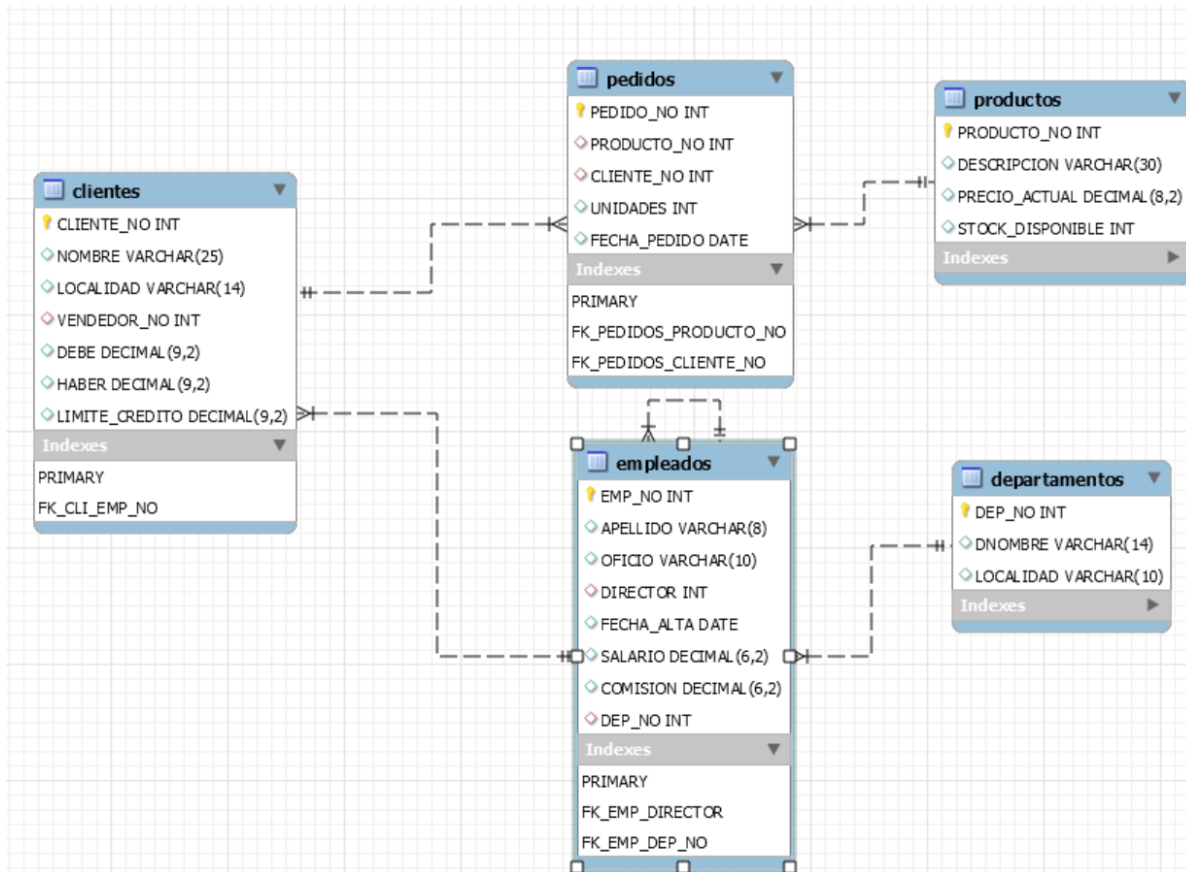 clientes
CLIENTE_NO INT
NOMBRE VARCHAR(25)
LOCALIDAD VARCHAR(14)
VENDEDOR_NO INT
DEBE DECIMAL(9,2)
HABER DECIMAL(9,2)
LIMITE_CREDITO DECIMAL(9,2)
Indexes
PRIMARY
FK_CLI_EMP_NO
pedidos
PEDIDO_NO INT
PRODUCTO_NO INT
CLIENTE_NO INT
UNIDADES INT
FECHA_PEDIDO DATE
Indexes
PRIMARY
FK_PEDIDOS_PRODUCTO_NO
FK_PEDIDOS_CLIENTE_NO
productos
PRODUCTO_NO INT
DESCRIPCION VARCHAR(30)
PRECIO_ACTUAL DECIMAL(8,2)
STOCK_DISPONIBLE INT
Indexes
empleados
EMP_NO INT
APELLIDO VARCHAR(8)
OFICIO VARCHAR(10)
DIRECTOR INT
FECHA_ALTA DATE
SALARIO DECIMAL(6,2)
COMISION DECIMAL(6,2)
DEP_NO INT
Indexes
PRIMARY
FK_EMP_DIRECTOR
FK_EMP_DEP_NO
departamentos
DEP_NO INT
DNOMBRE VARCHAR(14)
LOCALIDAD VARCHAR(10)
Indexes